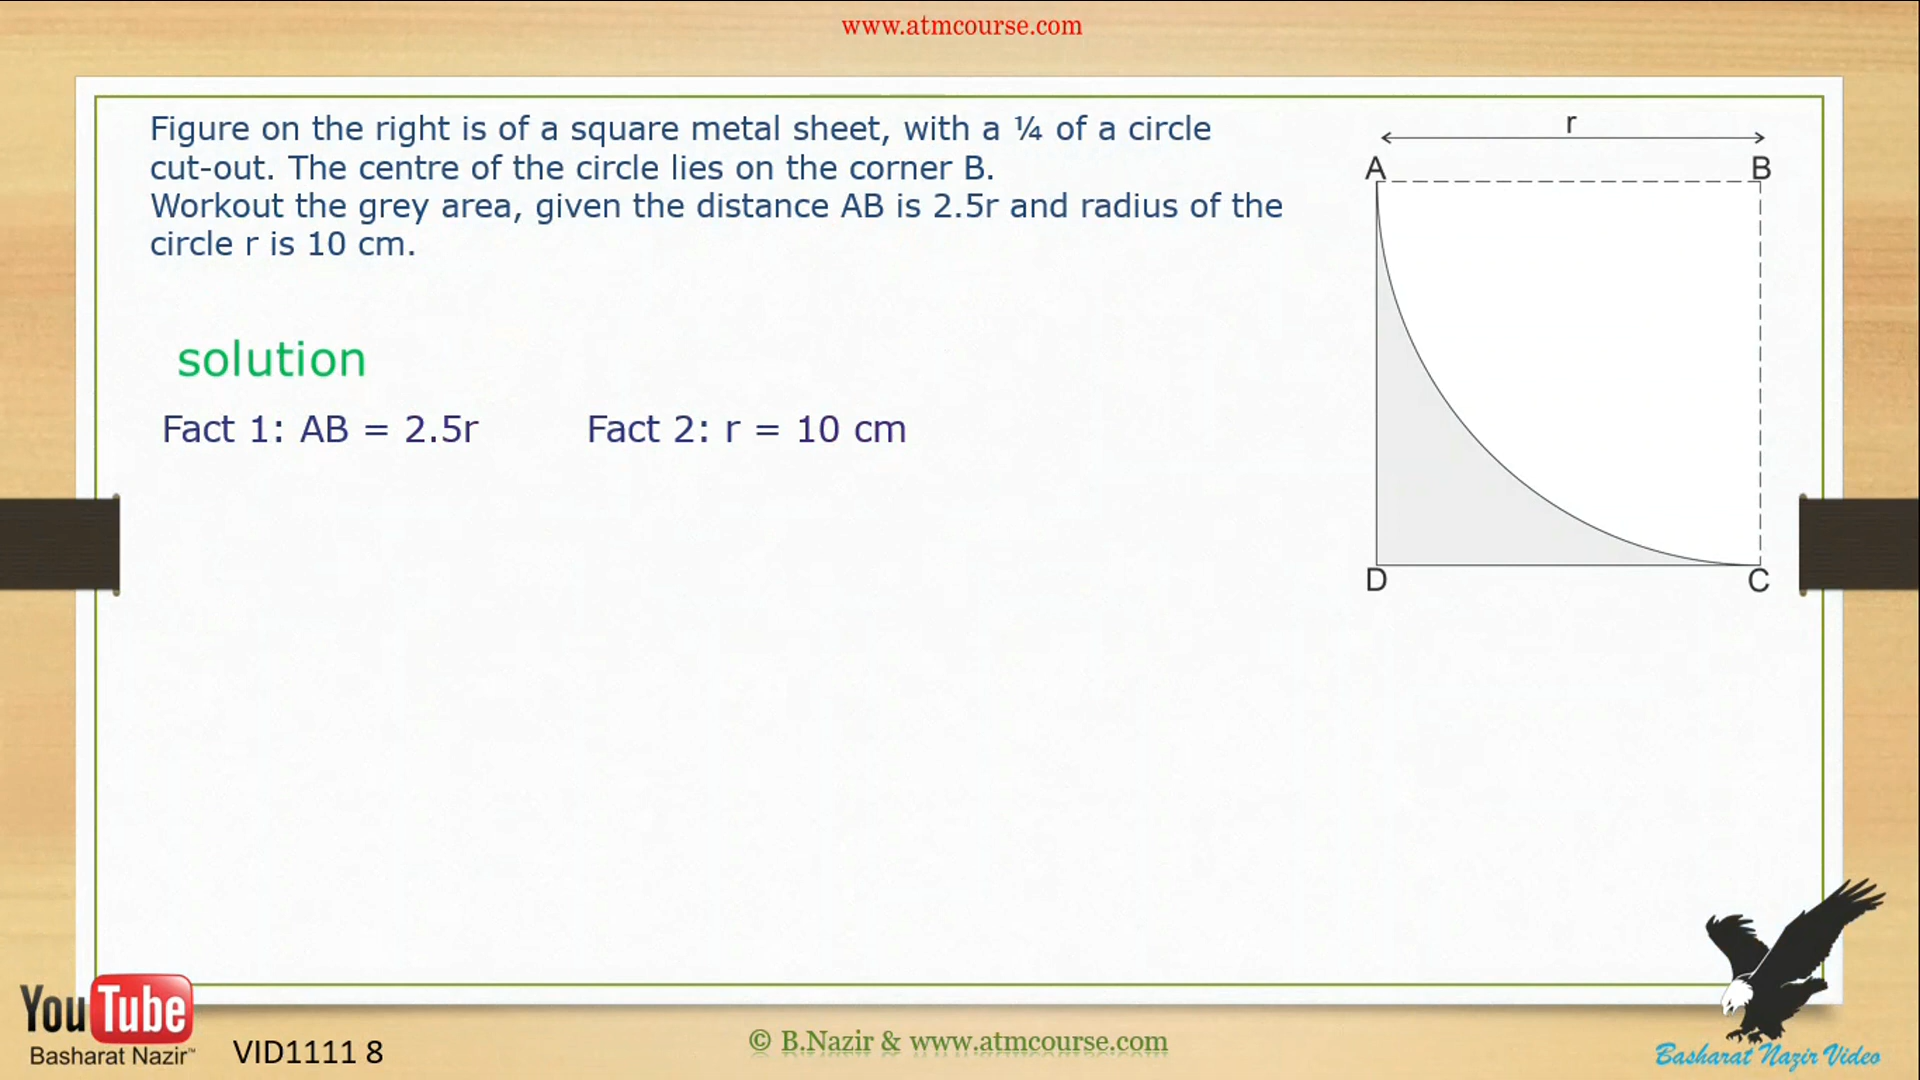 www.atmcourse.com
Figure on the right is of a square metal sheet, with a ¼ of a circle
cut-out. The centre of the circle lies on the corner B.
Workout the grey area, given the distance AB is 2.5r and radius of the
circle r is 10 cm.
r
A
B
solution
Fact 1: AB = 2.5r
Fact 2: r = 10 cm
D
C
YouTube
Basharat Nazir™
VID1111 8
© B.Nazir & www.atmcourse.com
Basharat Nazir Video